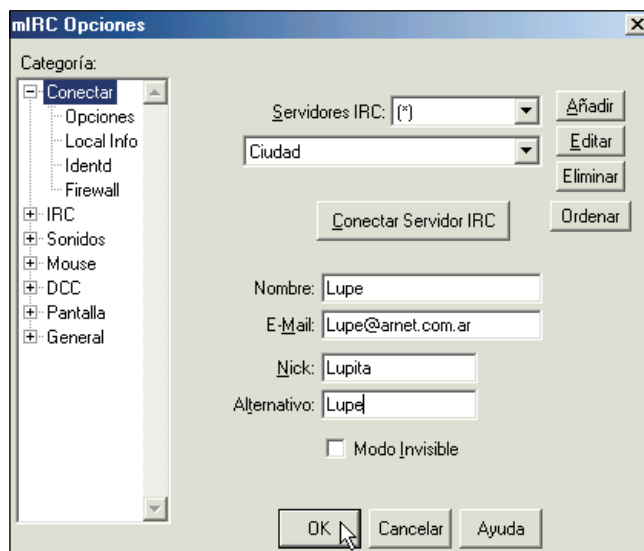 mIRC Opciones
Categoría:
Conectar
Opciones
Local Info
Identd
Firewall
IRC
Sonidos
Mouse
DCC
Pantalla
General
Servidores IRC: (*)
Ciudad
Añadir
Editar
Eliminar
Ordenar
Conectar Servidor IRC
Nombre: Lupe
E-Mail: Lupe@arnet.com.ar
Nick: Lupita
Alternativo: Lupe
Modo Invisible
OK Cancelar Ayuda